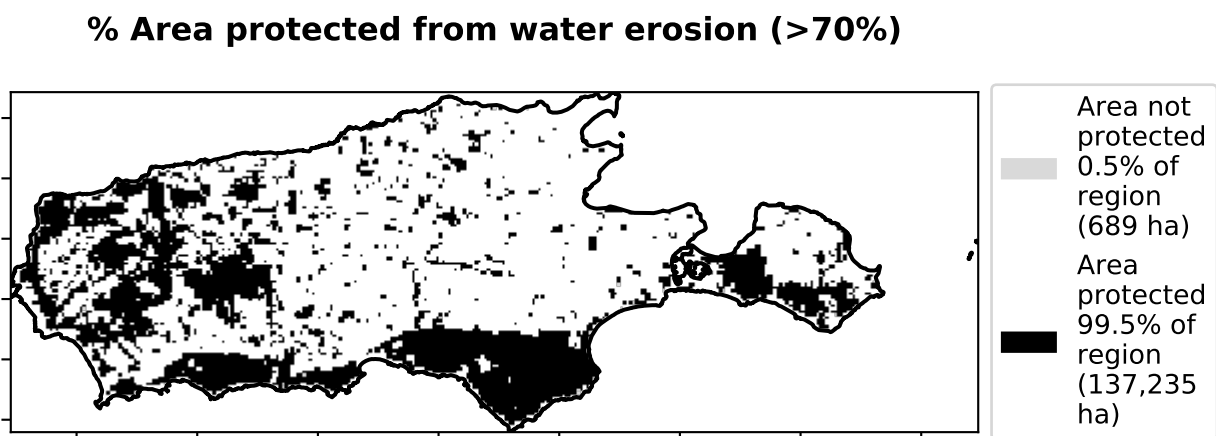 % Area protected from water erosion (>70%)
Area not
protected
0.5% of
region
(689 ha)
Area
protected
99.5% of
region
(137,235
ha)